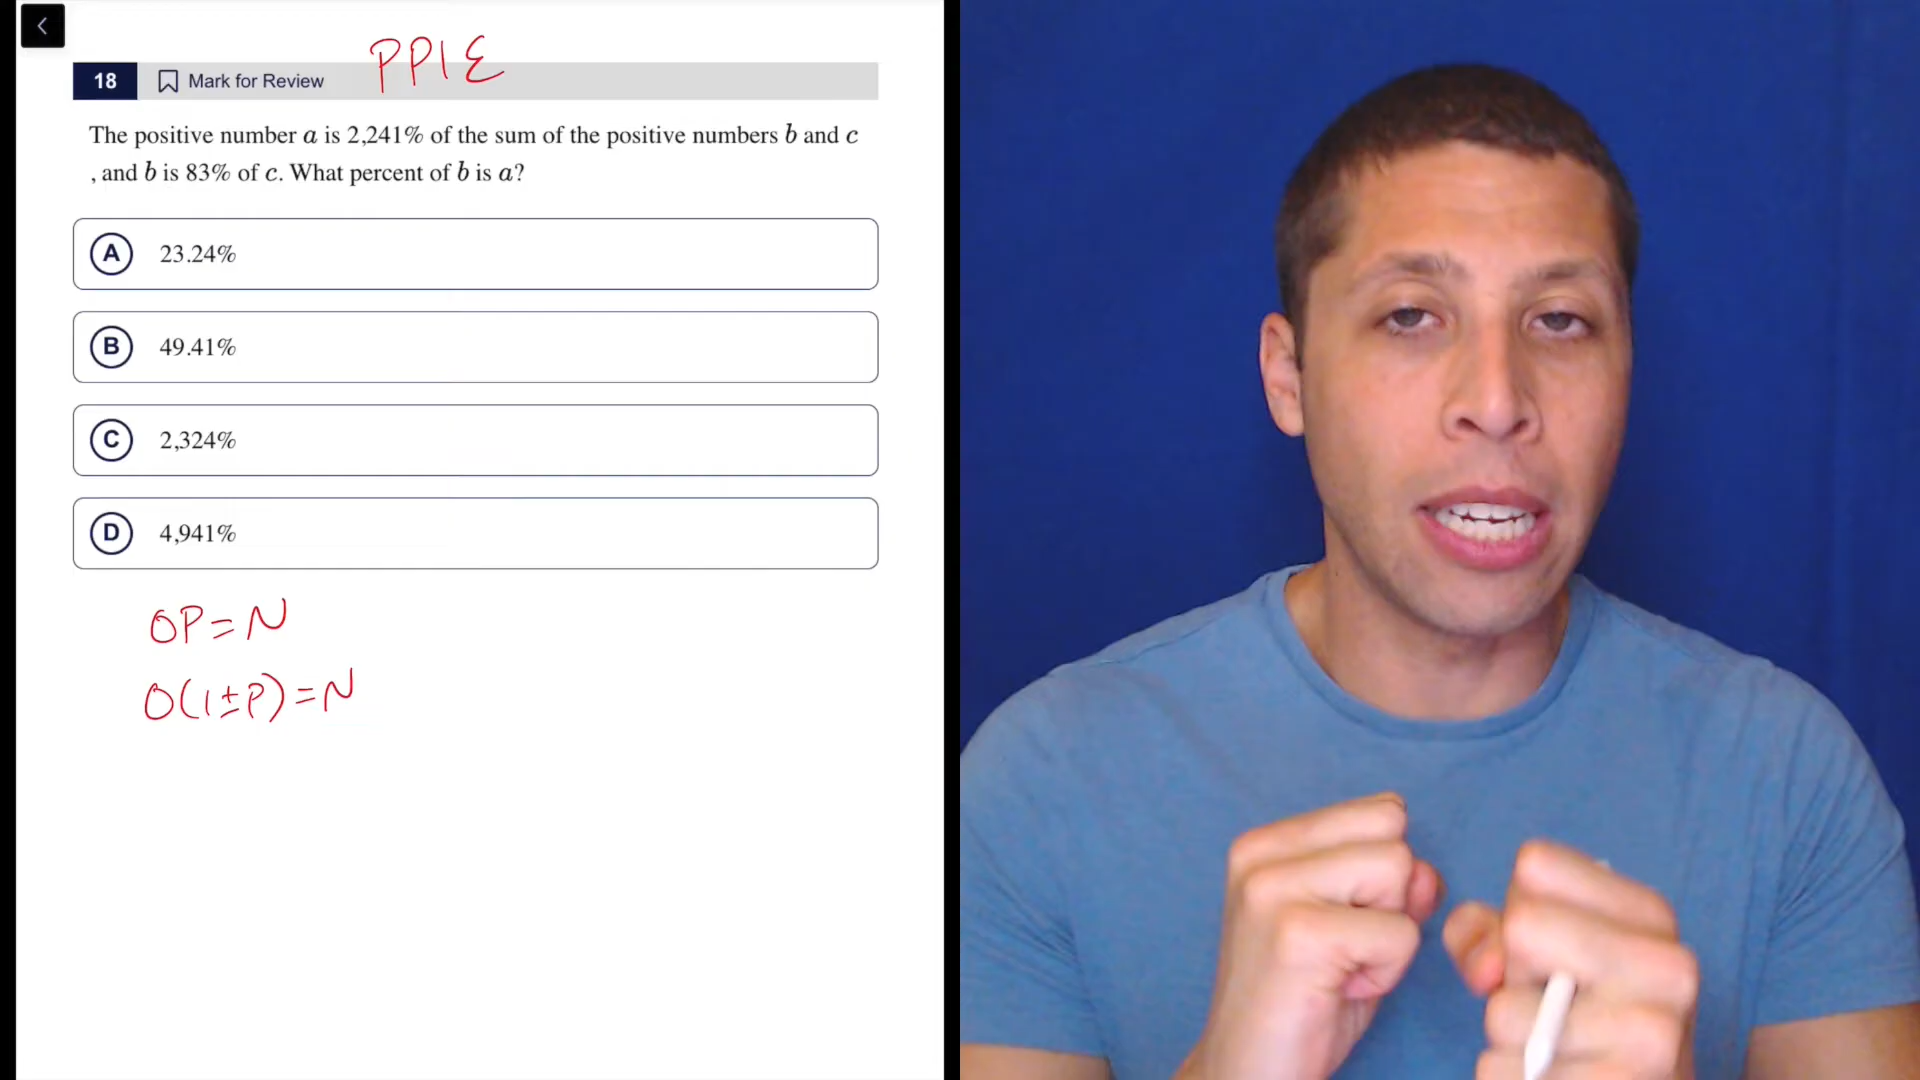 PPIE
18 Mark for Review
The positive number a is 2,241% of the sum of the positive numbers b and c
, and b is 83% of c. What percent of b is a?
A 23.24%
B 49.41%
C 2,324%
D 4,941%
OP=N
O(1±P)=N